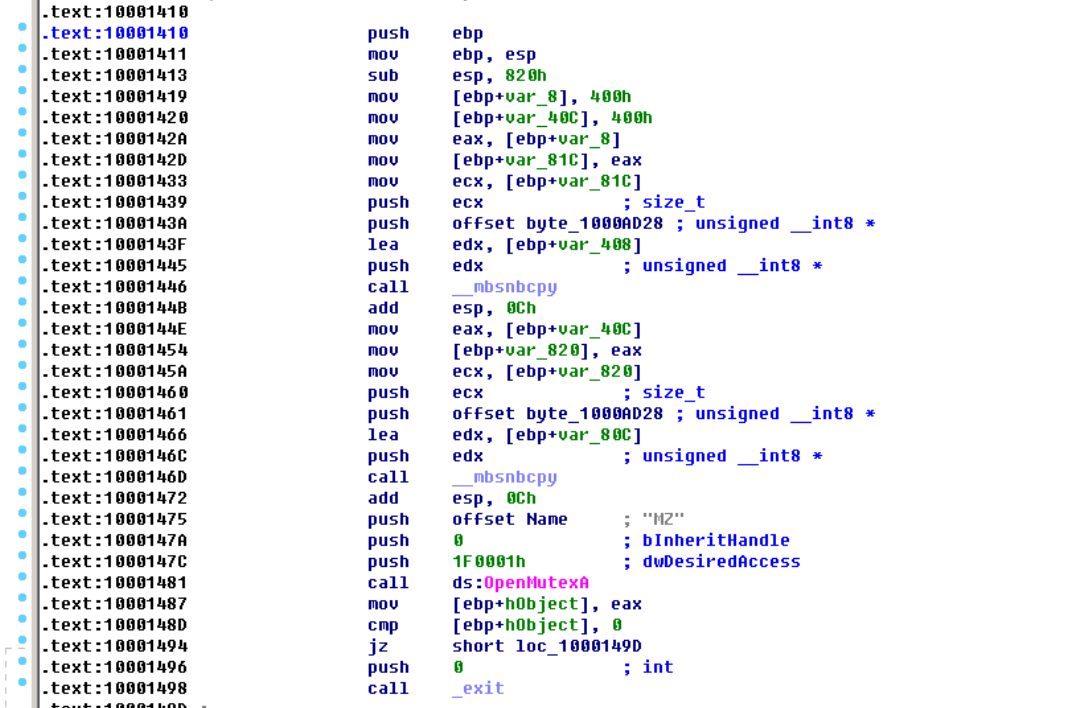 .text:10001410
.text:10001410 push ebp
.text:10001411 mov ebp, esp
.text:10001413 sub esp, 820h
.text:10001419 mov [ebp+var_8], 400h
.text:10001420 mov [ebp+var_40C], 400h
.text:1000142A mov eax, [ebp+var_8]
.text:1000142D mov [ebp+var_81C], eax
.text:10001433 mov ecx, [ebp+var_81C]
.text:10001439 push ecx ; size_t
.text:1000143A push offset byte_1000AD28 ; unsigned __int8 *
.text:1000143F lea edx, [ebp+var_408]
.text:10001445 push edx ; unsigned __int8 *
.text:10001446 call __mbsnbcpy
.text:1000144B add esp, 0Ch
.text:1000144E mov eax, [ebp+var_40C]
.text:10001454 mov [ebp+var_820], eax
.text:1000145A mov ecx, [ebp+var_820]
.text:10001460 push ecx ; size_t
.text:10001461 push offset byte_1000AD28 ; unsigned __int8 *
.text:10001466 lea edx, [ebp+var_80C]
.text:1000146C push edx ; unsigned __int8 *
.text:1000146D call __mbsnbcpy
.text:10001472 add esp, 0Ch
.text:10001475 push offset Name ; "MZ"
.text:1000147A push 0 ; bInheritHandle
.text:1000147C push 1F0001h ; dwDesiredAccess
.text:10001481 call ds:OpenMutexA
.text:10001487 mov [ebp+hObject], eax
.text:1000148D cmp [ebp+hObject], 0
.text:10001494 jz short loc_1000149D
.text:10001496 push 0 ; int
.text:10001498 call _exit